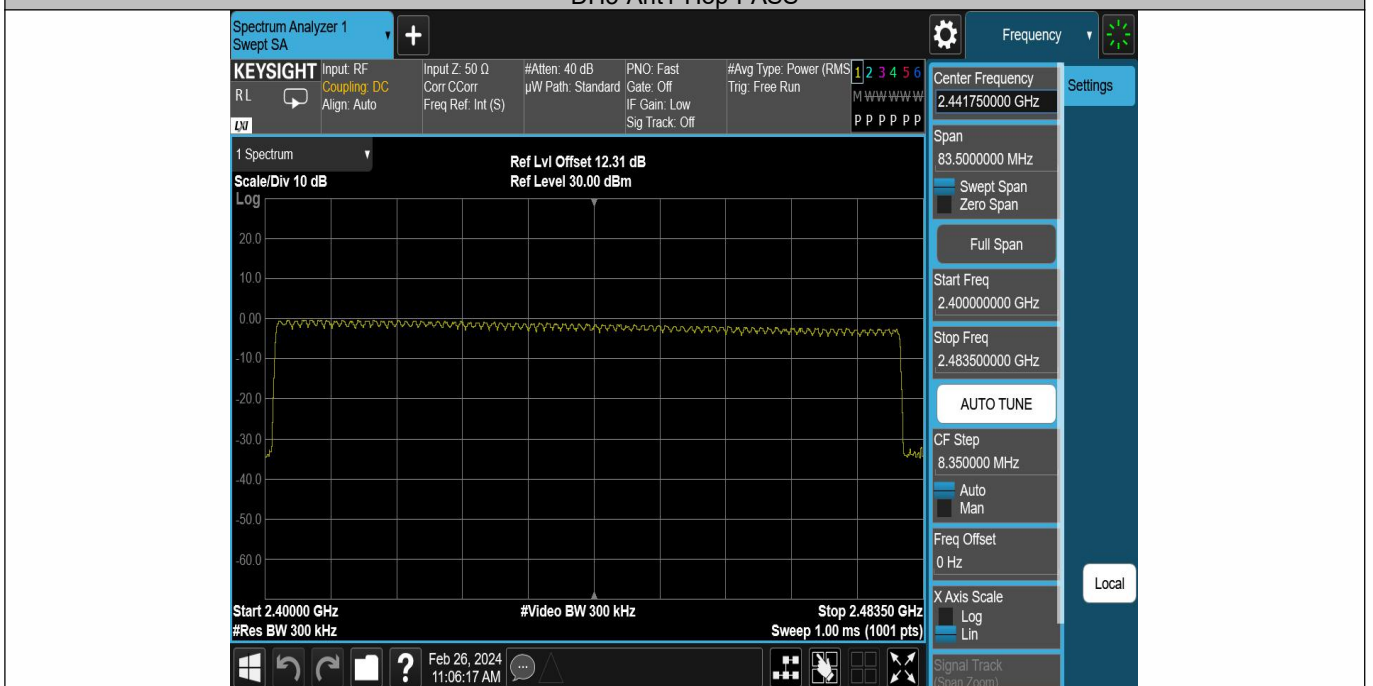 DH5-Ant1-Hop-PASS
Spectrum Analyzer 1
Swept SA
+
Frequency
KEYSIGHT
R L
LXI
Input: RF
Coupling: DC
Align: Auto
Input Z: 50 Ω
Corr CCorr
Freq Ref: Int (S)
#Atten: 40 dB
µW Path: Standard
PNO: Fast
Gate: Off
IF Gain: Low
Sig Track: Off
#Avg Type: Power (RMS
Trig: Free Run
1 2 3 4 5 6
M W W W W W
P P P P P P
Center Frequency
2.441750000 GHz
Settings
1 Spectrum
Scale/Div 10 dB
Ref Lvl Offset 12.31 dB
Ref Level 30.00 dBm
Log
20.0
10.0
0.00
-10.0
-20.0
-30.0
-40.0
-50.0
-60.0
Start 2.40000 GHz
#Res BW 300 kHz
#Video BW 300 kHz
Stop 2.48350 GHz
Sweep 1.00 ms (1001 pts)
Span
83.5000000 MHz
Swept Span
Zero Span
Full Span
Start Freq
2.400000000 GHz
Stop Freq
2.483500000 GHz
AUTO TUNE
CF Step
8.350000 MHz
Auto
Man
Freq Offset
0 Hz
X Axis Scale
Log
Lin
Signal Track
(Span Zoom)
Local
?
Feb 26, 2024
11:06:17 AM